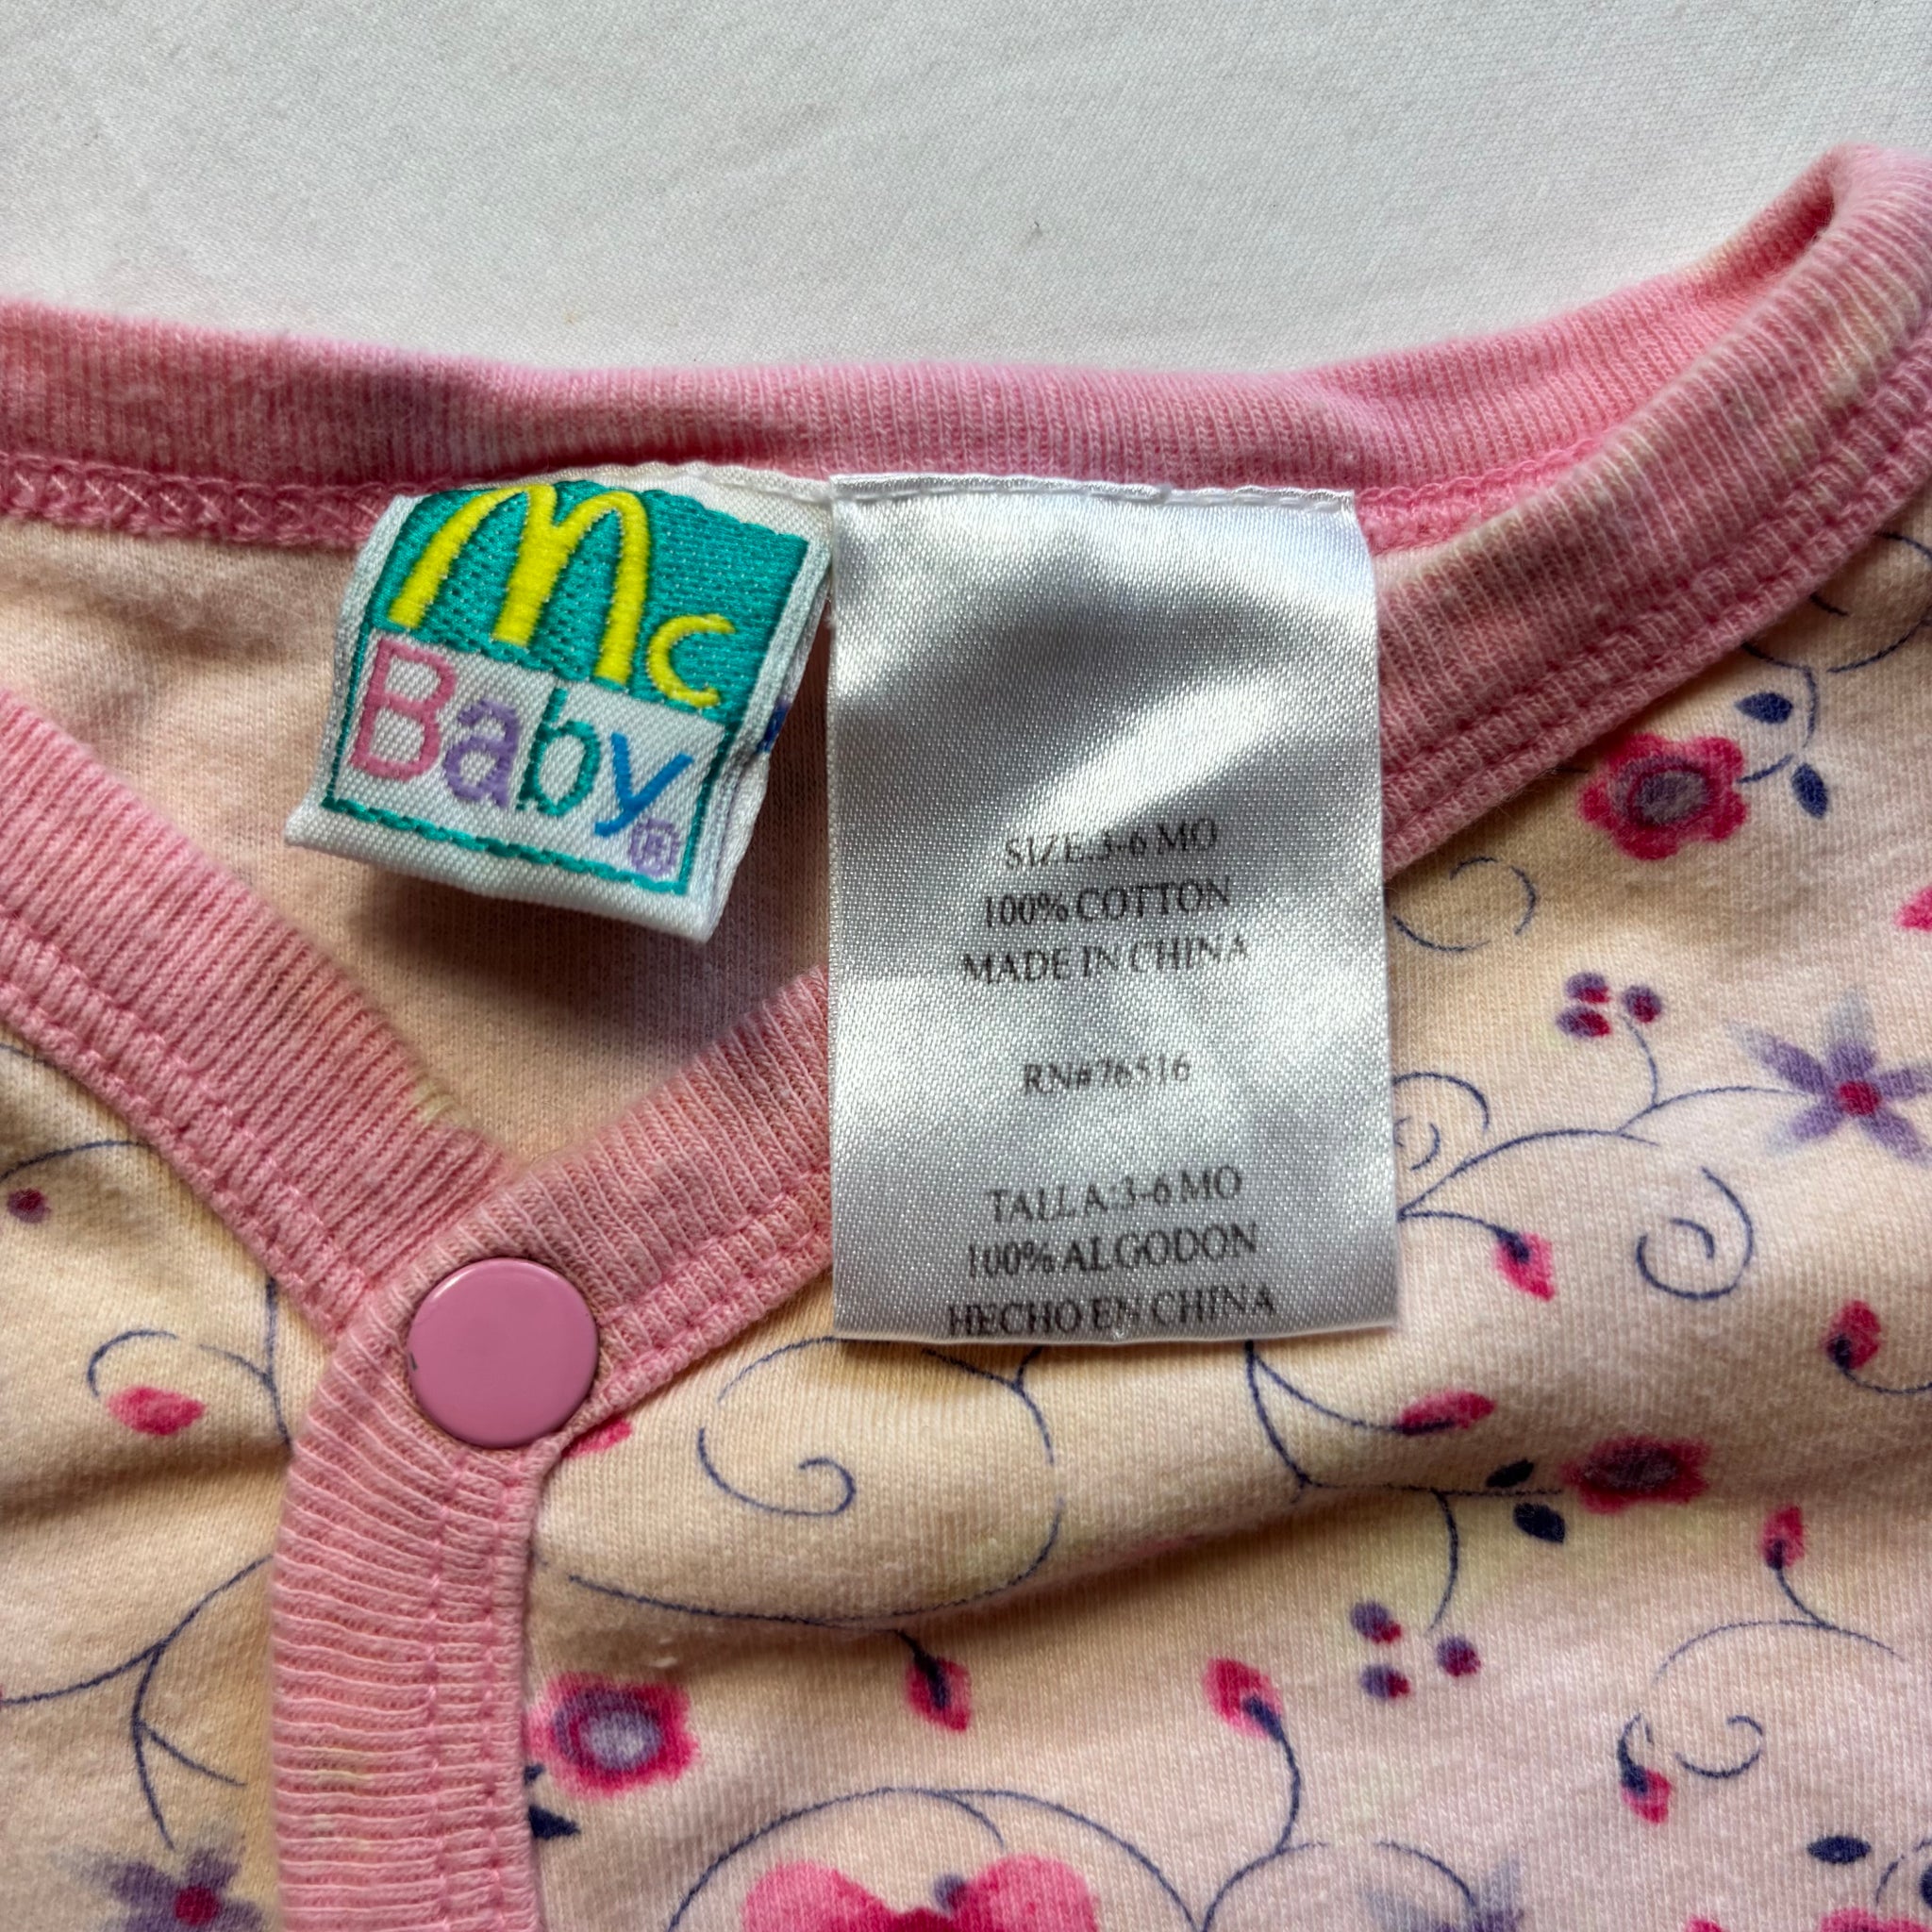 Mc
Baby®
SIZE:3-6 MO
100% COTTON
MADE IN CHINA
RN#76516
TALLA:3-6 MO
100% ALGODON
HECHO EN CHINA